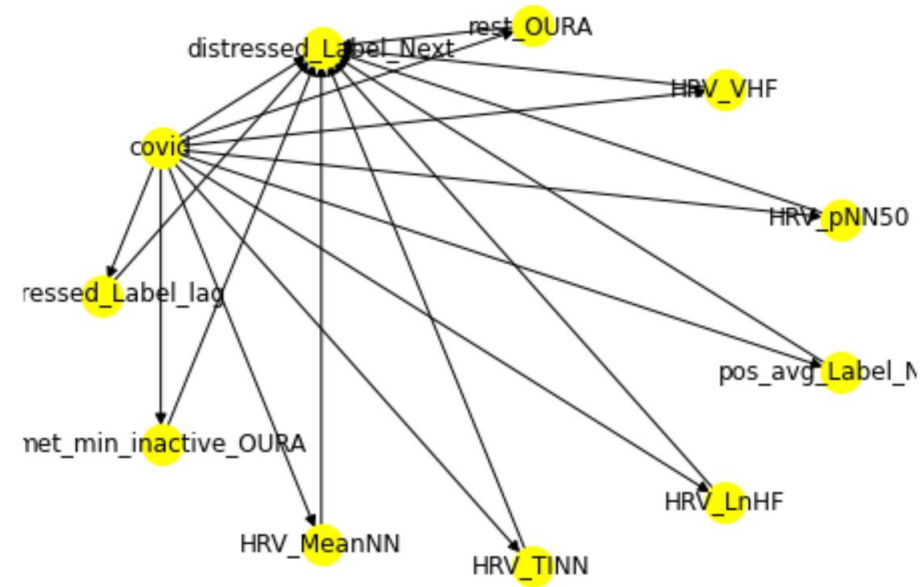 rest_OURA
distressed_Label_Next
HRV_VHF
covid
HRV_pNN50
ressed_Label_lag
pos_avg_Label_N
met_min_inactive_OURA
HRV_LnHF
HRV_MeanNN
HRV_TINN